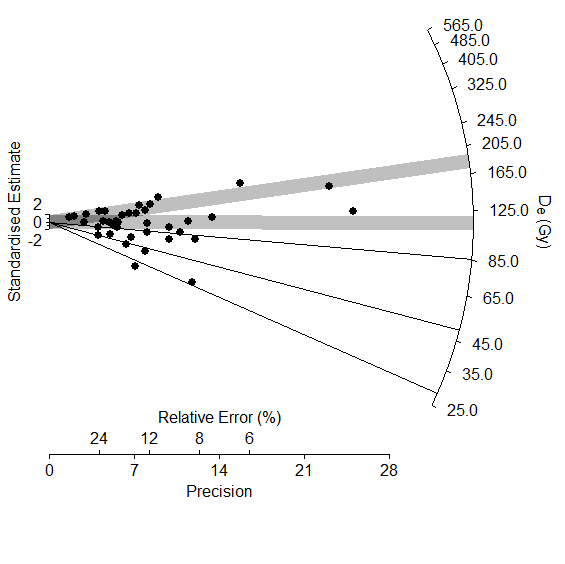 565.0
485.0
405.0
325.0
245.0
205.0
165.0
125.0
85.0
65.0
45.0
35.0
25.0
De (Gy)
Standardised Estimate
2
0
-2
Relative Error (%)
24 12 8 6
0 7 14 21 28
Precision